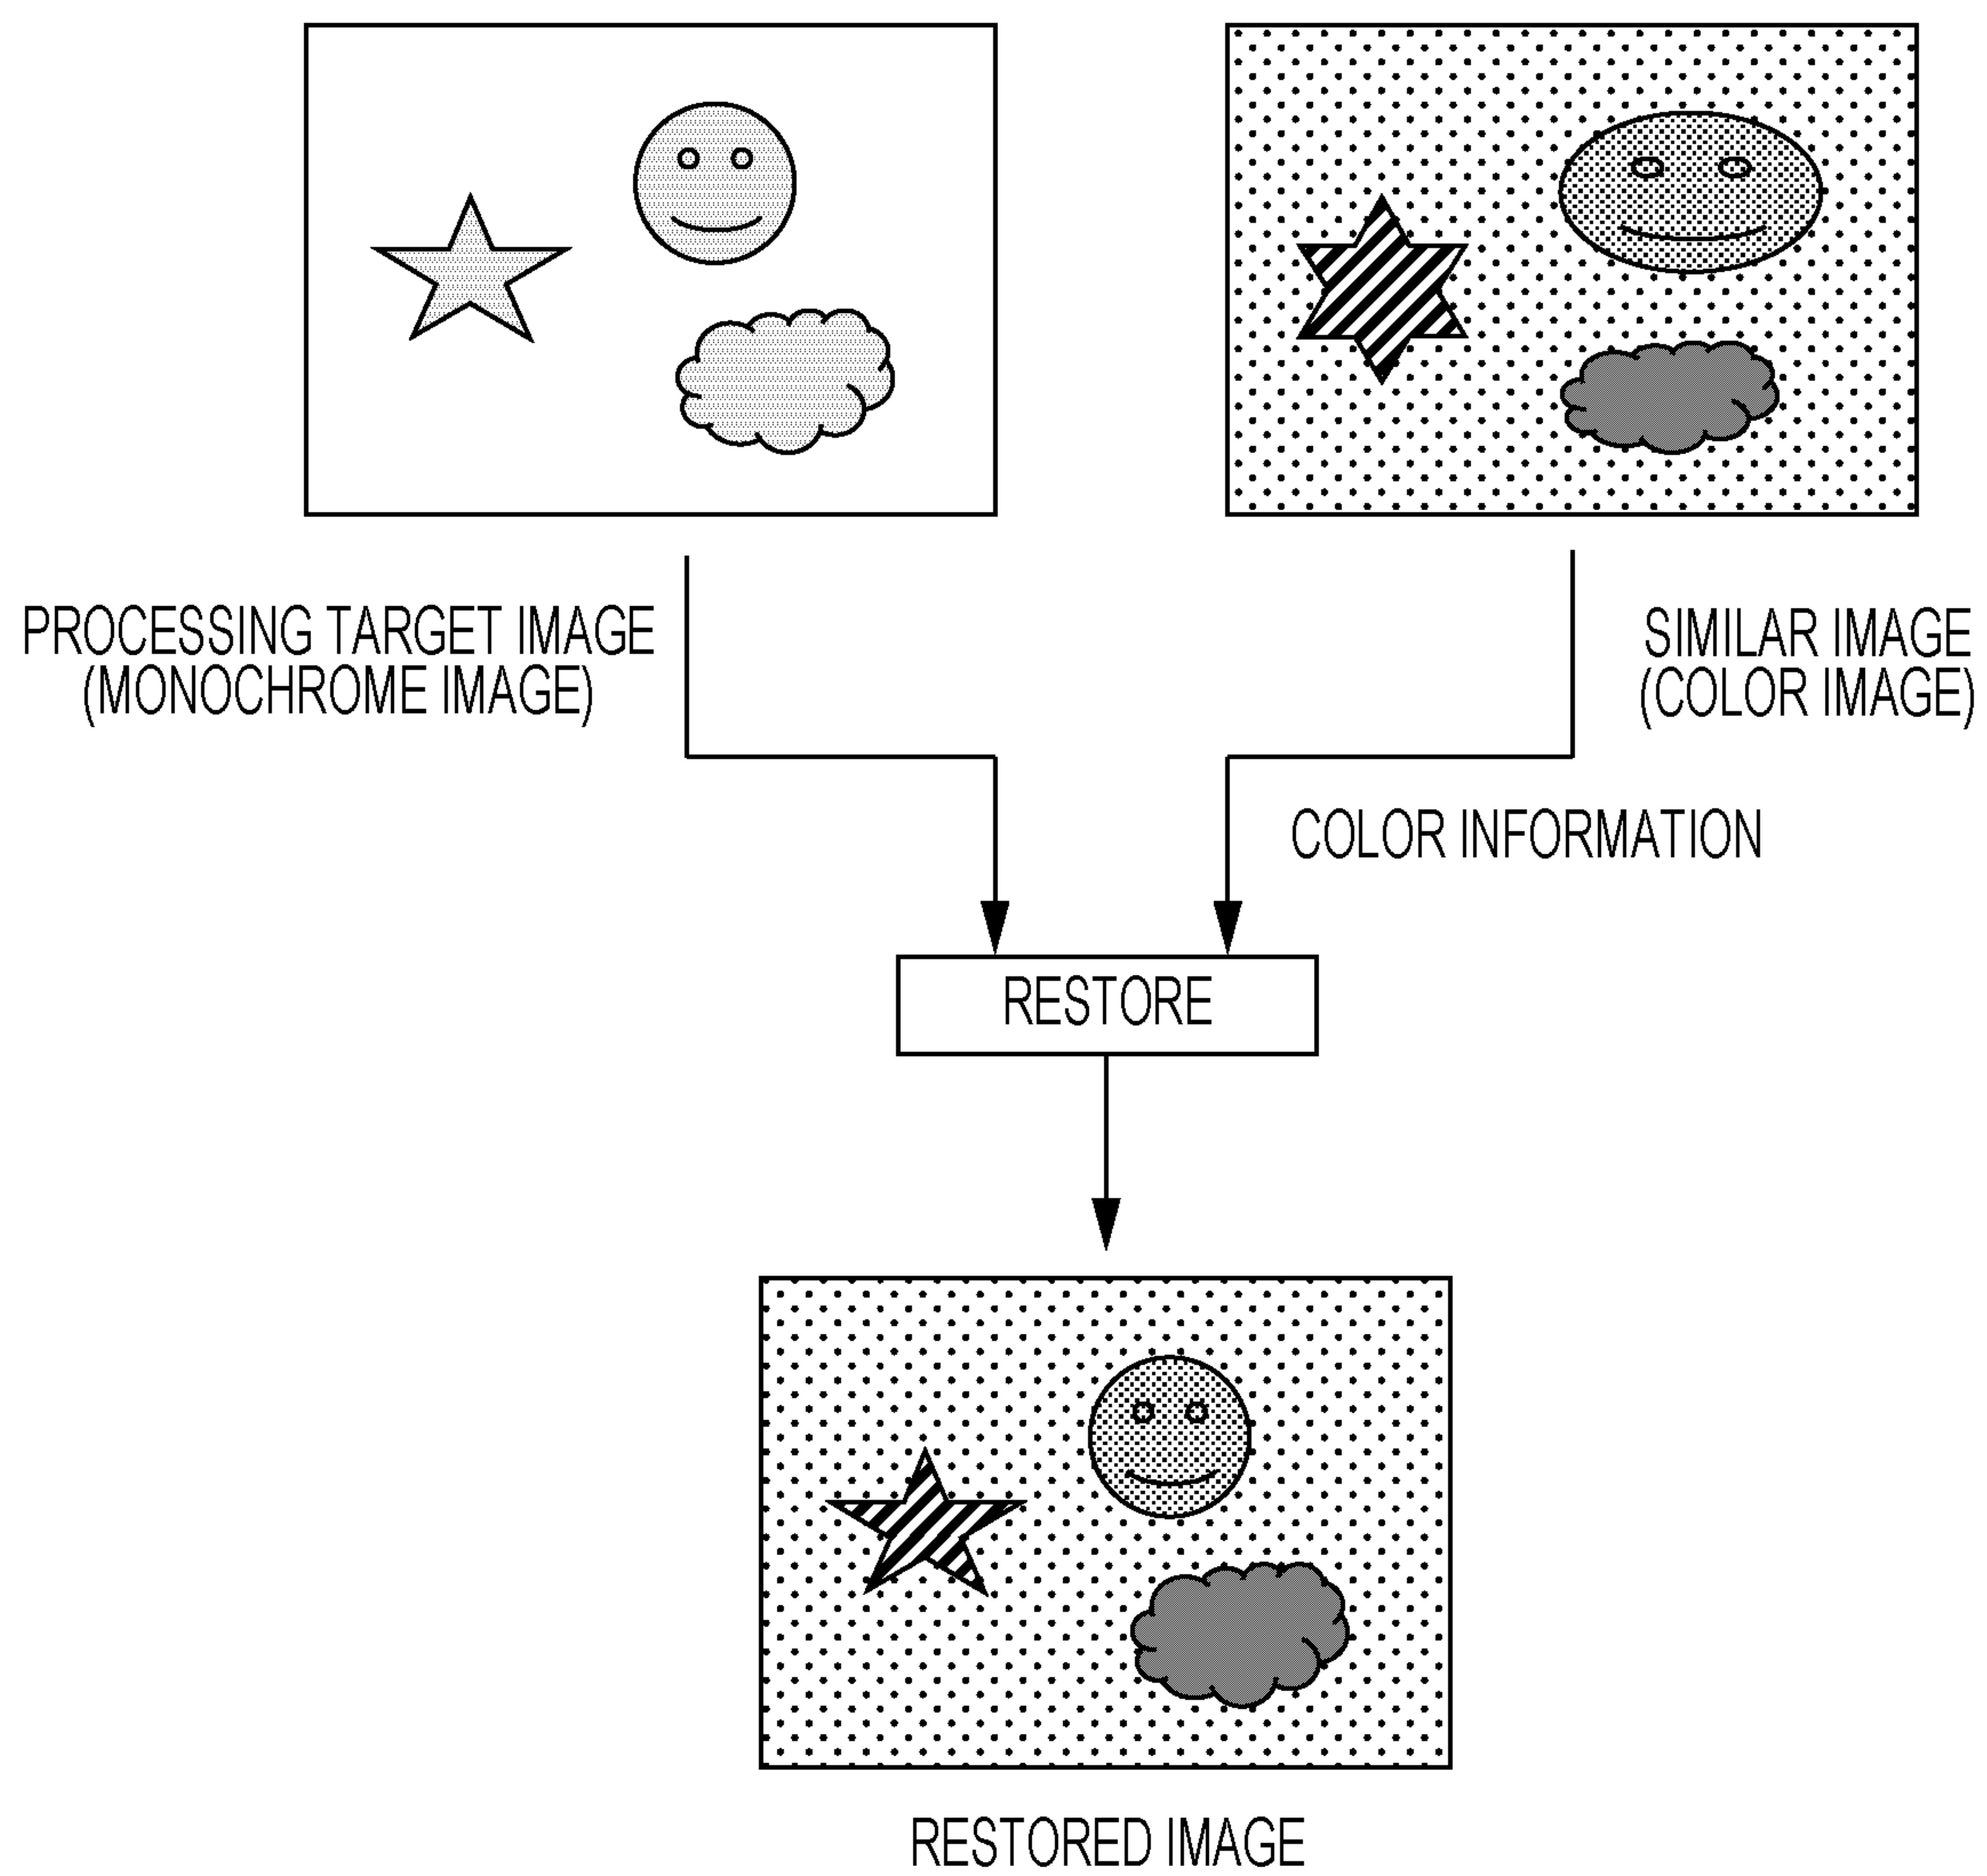 PROCESSING TARGET IMAGE
(MONOCHROME IMAGE)
SIMILAR IMAGE
(COLOR IMAGE)
COLOR INFORMATION
RESTORE
RESTORED IMAGE